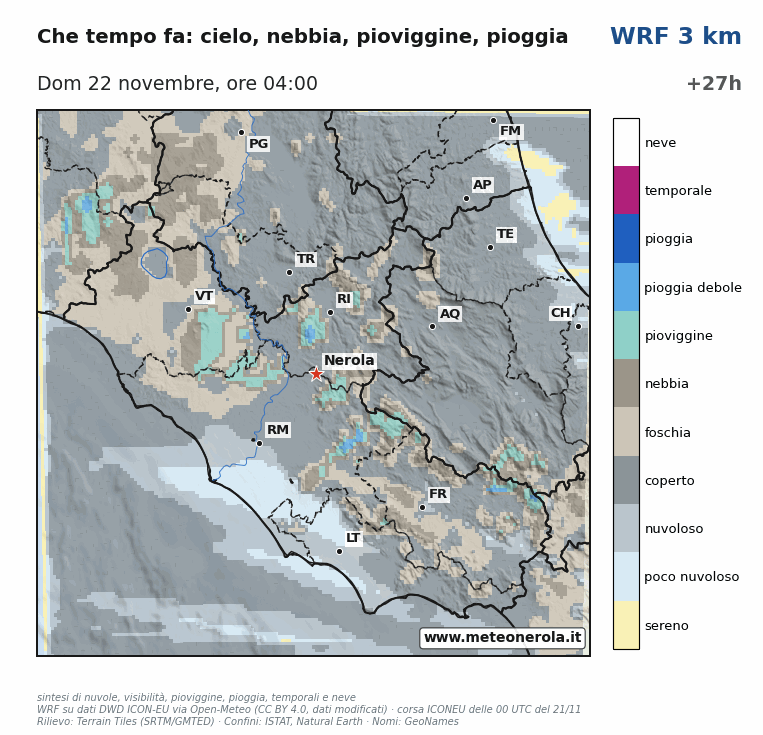 Che tempo fa: cielo, nebbia, pioviggine, pioggia
WRF 3 km
Dom 22 novembre, ore 04:00
+27h
PG
FM
AP
TE
TR
VT
RI
AQ
CH
Nerola
RM
FR
LT
www.meteonerola.it
neve
temporale
pioggia
pioggia debole
pioviggine
nebbia
foschia
coperto
nuvoloso
poco nuvoloso
sereno
sintesi di nuvole, visibilità, pioviggine, pioggia, temporali e neve
WRF su dati DWD ICON-EU via Open-Meteo (CC BY 4.0, dati modificati) · corsa ICONEU delle 00 UTC del 21/11
Rilievo: Terrain Tiles (SRTM/GMTED) · Confini: ISTAT, Natural Earth · Nomi: GeoNames